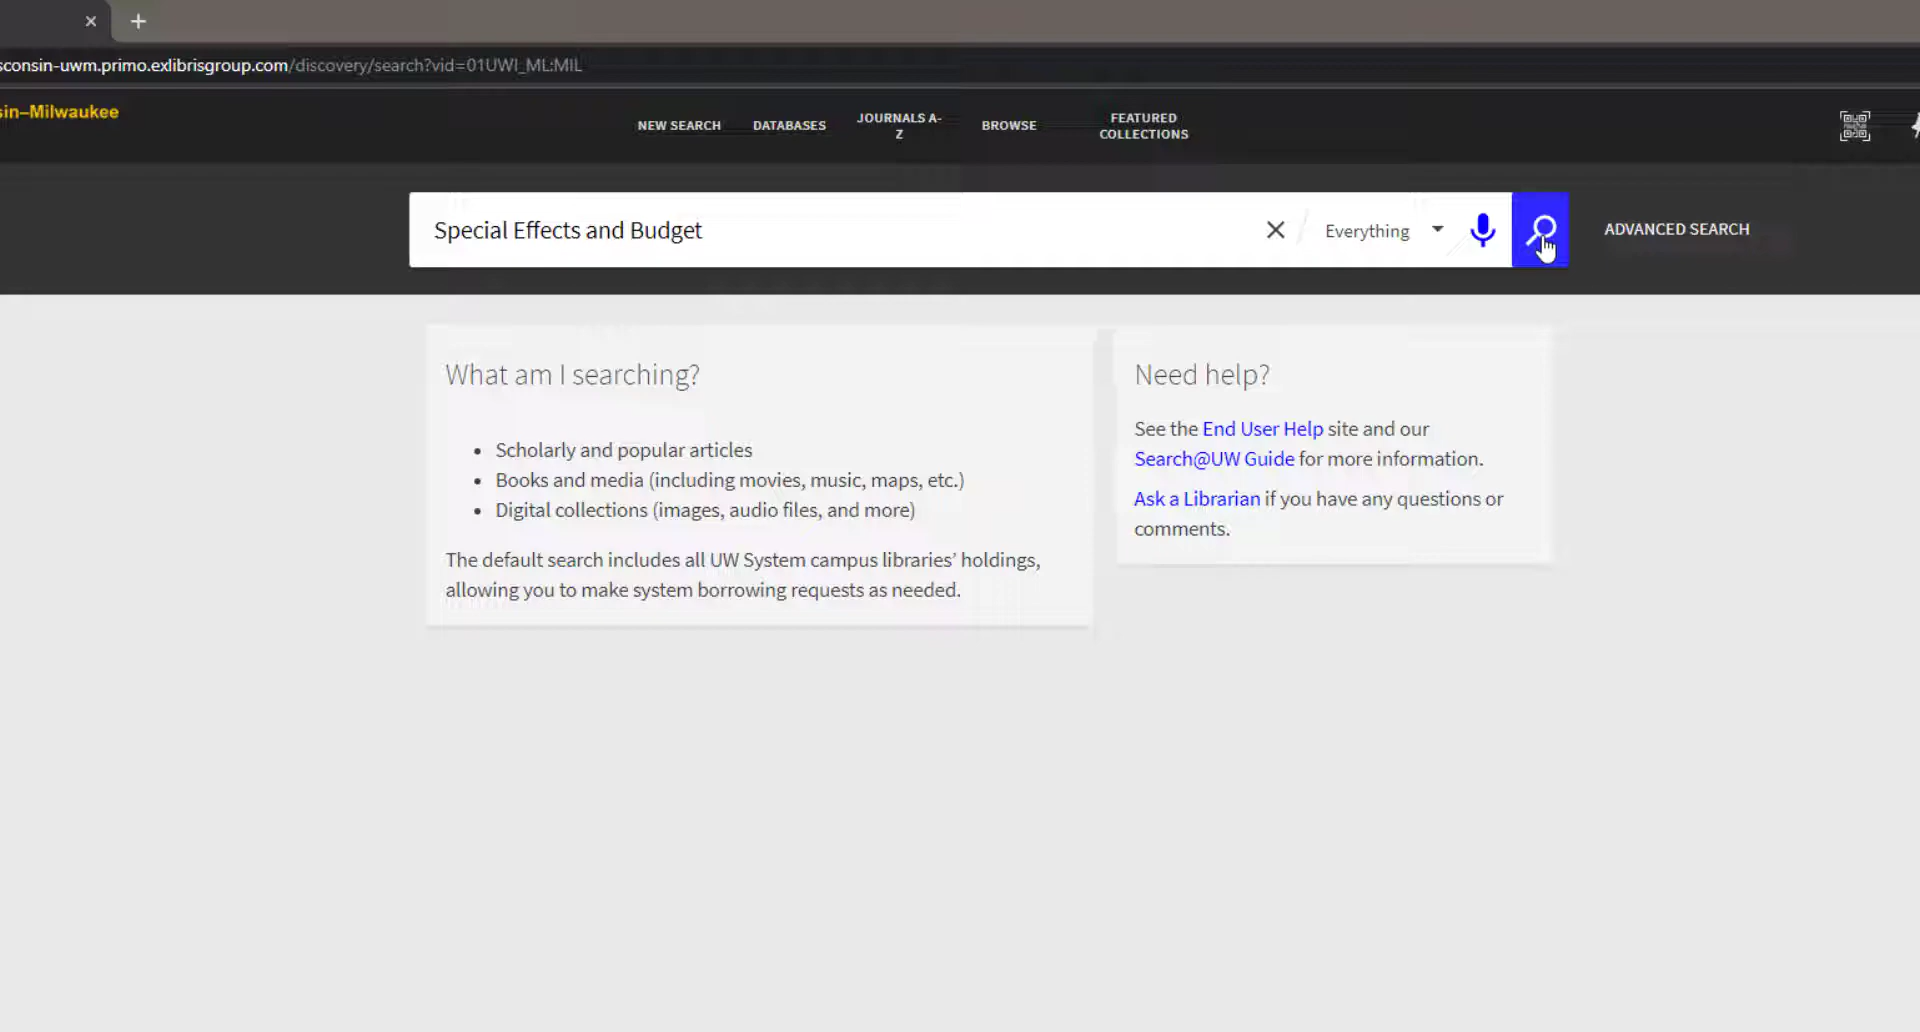 sconsin-uwm.primo.exlibrisgroup.com/discovery/search?vid=01UWI_ML:MIL
sin–Milwaukee
NEW SEARCH
DATABASES
JOURNALS A-
Z
BROWSE
FEATURED
COLLECTIONS
Special Effects and Budget
Everything
ADVANCED SEARCH
What am I searching?
• Scholarly and popular articles
• Books and media (including movies, music, maps, etc.)
• Digital collections (images, audio files, and more)
The default search includes all UW System campus libraries’ holdings,
allowing you to make system borrowing requests as needed.
Need help?
See the End User Help site and our
Search@UW Guide for more information.
Ask a Librarian if you have any questions or
comments.